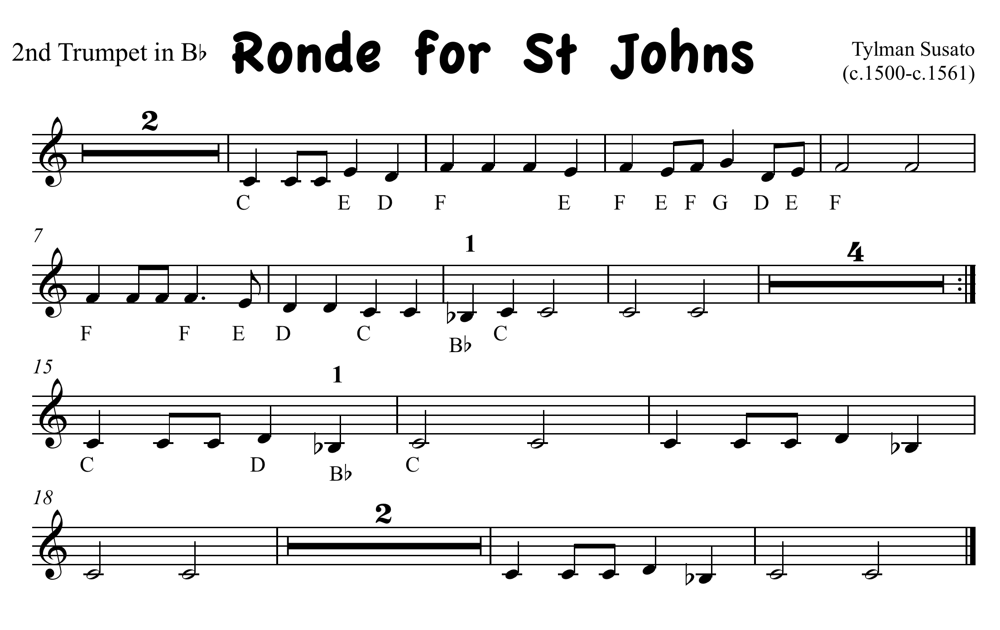 2nd Trumpet in B♭ Ronde for St Johns Tylman Susato
(c.1500-c.1561)
2
C E D F E F E F G D E F
7 1 4
F F E D C B♭ C
15 1
C D B♭ C
18 2